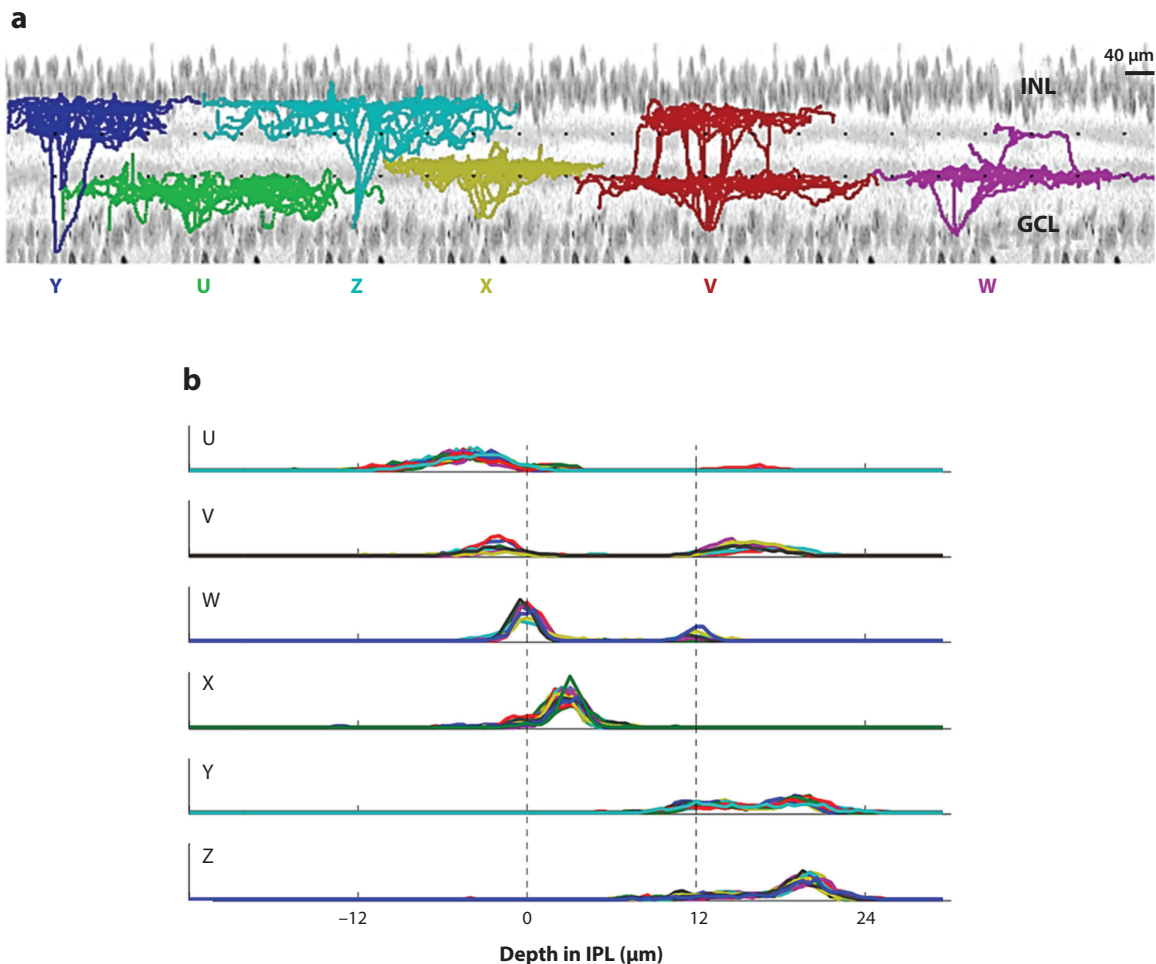 a
40 µm
INL
GCL
Y U Z X V W
b
U
V
W
X
Y
Z
–12 0 12 24
Depth in IPL (µm)